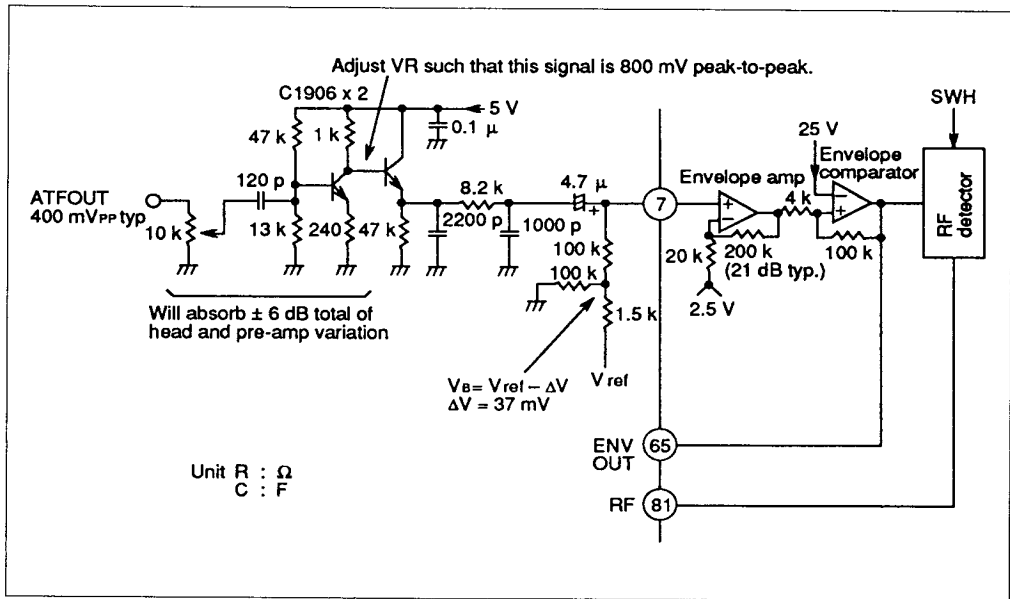 Adjust VR such that this signal is 800 mV peak-to-peak.
C1906 x 2
5 V
0.1 µ
47 k
1 k
ATFOUT
400 mVPP typ
10 k
120 p
13 k
240
47 k
8.2 k
2200 p
1000 p
4.7 µ
+
100 k
100 k
1.5 k
Vref
Will absorb ± 6 dB total of
head and pre-amp variation
VB= Vref – ΔV
ΔV = 37 mV
7
Envelope amp
+
–
20 k
200 k
(21 dB typ.)
2.5 V
4 k
25 V
Envelope
comparator
–
+
100 k
SWH
RF
detector
ENV
OUT
65
RF
81
Unit R : Ω
C : F